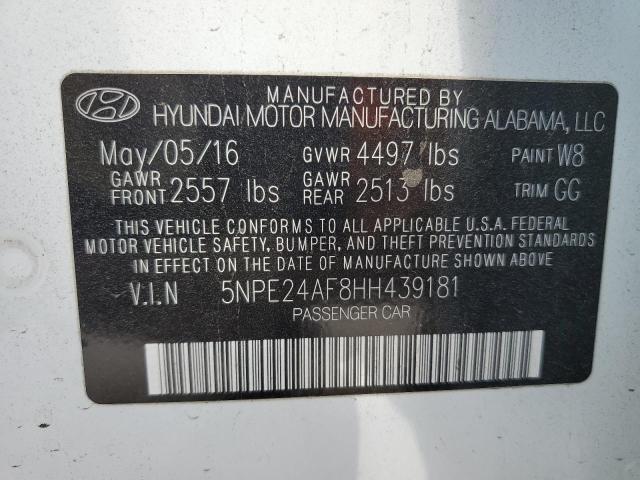 MANUFACTURED BY
HYUNDAI MOTOR MANUFACTURING ALABAMA, LLC
May/05/16 GVWR 4497 lbs PAINT W8
GAWR FRONT 2557 lbs GAWR REAR 2513 lbs TRIM GG
THIS VEHICLE CONFORMS TO ALL APPLICABLE U.S.A. FEDERAL
MOTOR VEHICLE SAFETY, BUMPER, AND THEFT PREVENTION STANDARDS
IN EFFECT ON THE DATE OF MANUFACTURE SHOWN ABOVE.
V.I.N 5NPE24AF8HH439181
PASSENGER CAR